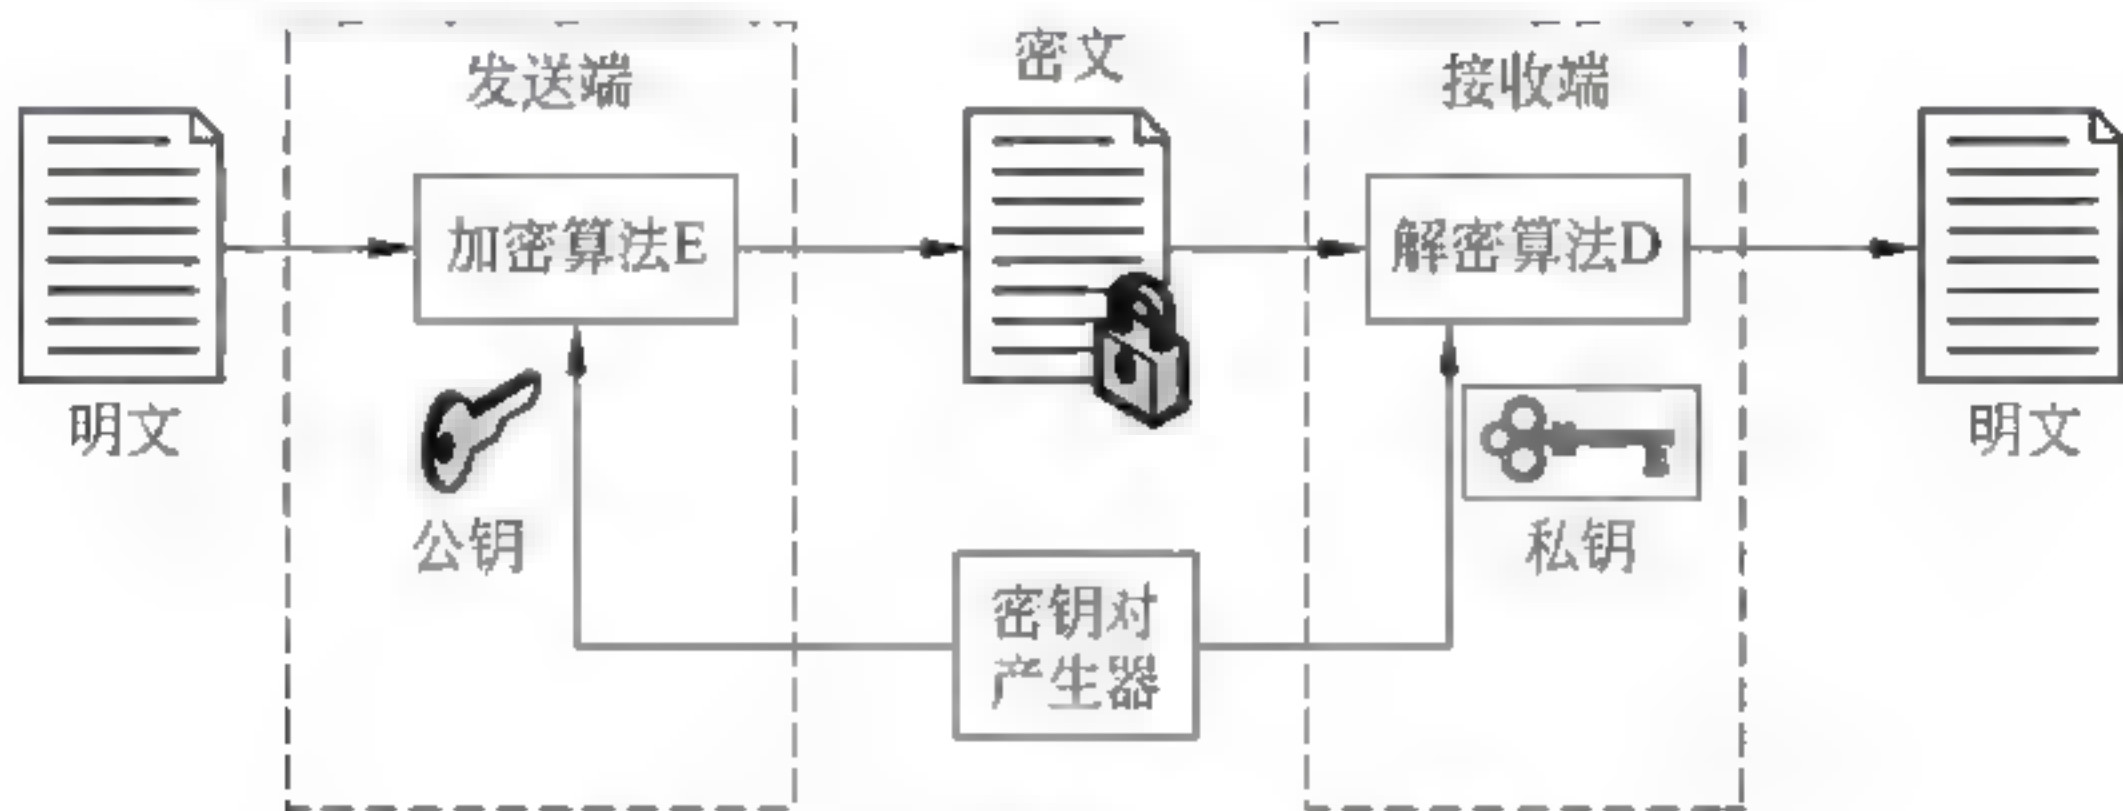 发送端
密文
接收端
加密算法E
解密算法D
明文
明文
公钥
私钥
密钥对
产生器